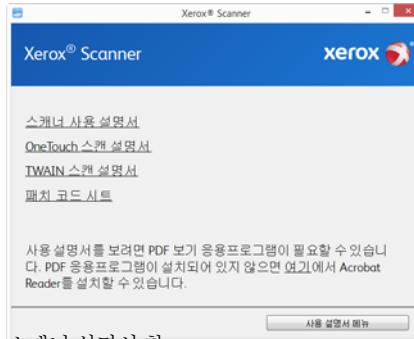 Xerox® Scanner
Xerox® Scanner
xerox
스캐너 사용 설명서
OneTouch 스캔 설명서
TWAIN 스캔 설명서
패치 코드 시트
사용 설명서를 보려면 PDF 보기 응용프로그램이 필요할 수 있습니
다. PDF 응용프로그램이 설치되어 있지 않으면 여기에서 Acrobat
Reader를 설치할 수 있습니다.
사용 설명서 메뉴